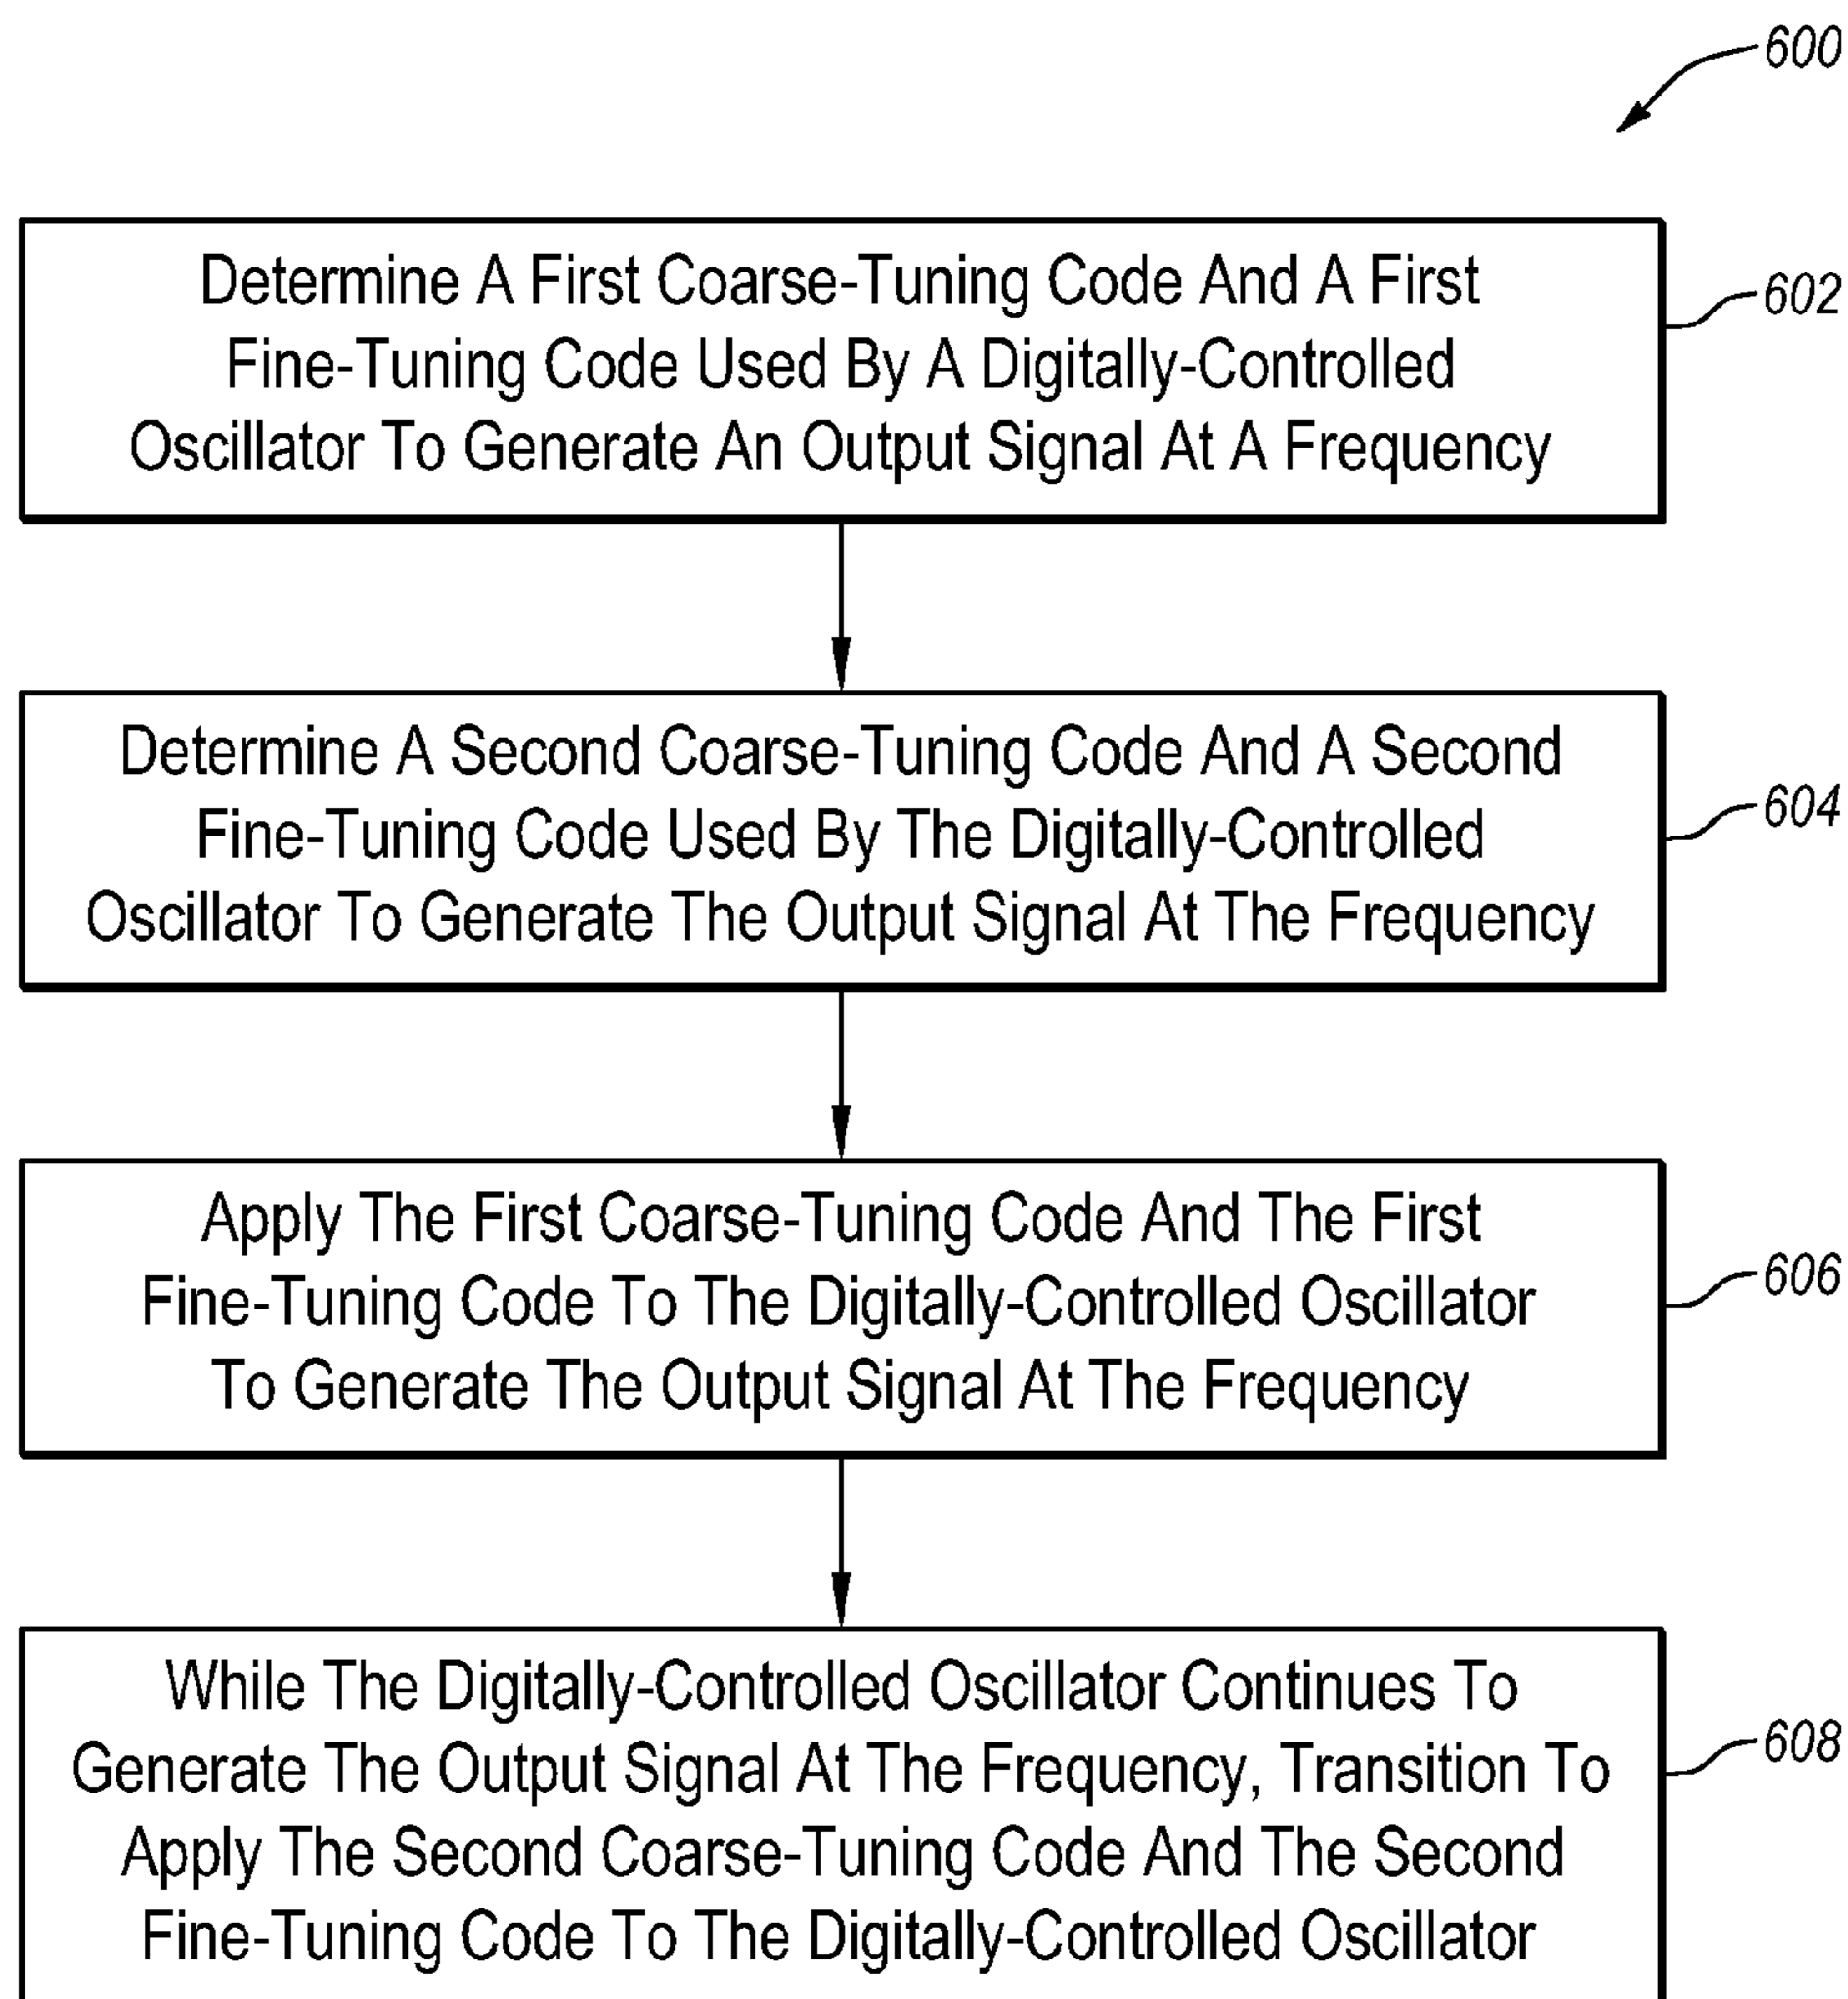 600
Determine A First Coarse-Tuning Code And A First
Fine-Tuning Code Used By A Digitally-Controlled
Oscillator To Generate An Output Signal At A Frequency
602
Determine A Second Coarse-Tuning Code And A Second
Fine-Tuning Code Used By The Digitally-Controlled
Oscillator To Generate The Output Signal At The Frequency
604
Apply The First Coarse-Tuning Code And The First
Fine-Tuning Code To The Digitally-Controlled Oscillator
To Generate The Output Signal At The Frequency
606
While The Digitally-Controlled Oscillator Continues To
Generate The Output Signal At The Frequency, Transition To
Apply The Second Coarse-Tuning Code And The Second
Fine-Tuning Code To The Digitally-Controlled Oscillator
608